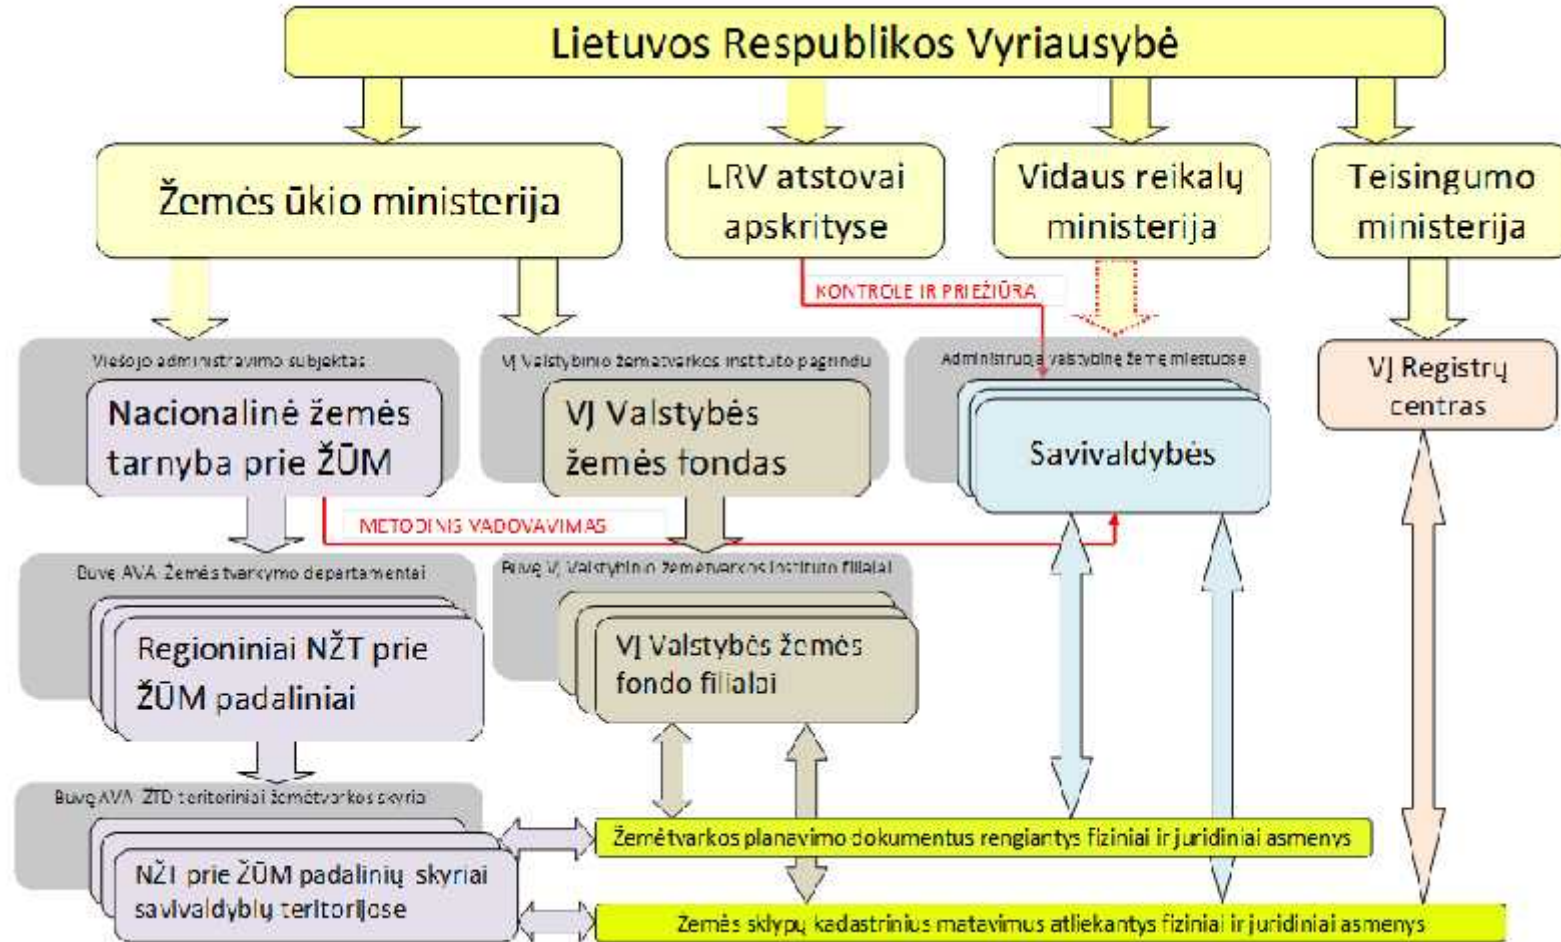 Lietuvos Respublikos Vyriausybė
Žemės ūkio ministerija
LRV atstovai
apskrityse
Vidaus reikalų
ministerija
Teisingumo
ministerija
KONTROLE IR PRIEŽIŪRA
Viešojo administravimo subjektas
Nacionalinė žemės
tarnyba prie ŽŪM
VĮ Valstybinio žemėtvarkos instituto pagrindu
VĮ Valstybės
žemės fondas
Administruoja valstybinę žemę miestuose
Savivaldybės
VĮ Registrų
centras
METODINIS VADOVAVIMAS
Buvę AVA Žemės tvarkymo departamentai
Regioniniai NŽT prie
ŽŪM padaliniai
Buvę VĮ Valstybinio žemėtvarkos instituto filialai
VĮ Valstybės žemės
fondo filialai
Buvę AVA ŽTD teritoriniai žemėtvarkos skyriai
NŽT prie ŽŪM padalinių skyriai
savivaldybių teritorijose
Žemėtvarkos planavimo dokumentus rengiantys fiziniai ir juridiniai asmenys
Žemės sklypų kadastrinius matavimus atliekantys fiziniai ir juridiniai asmenys